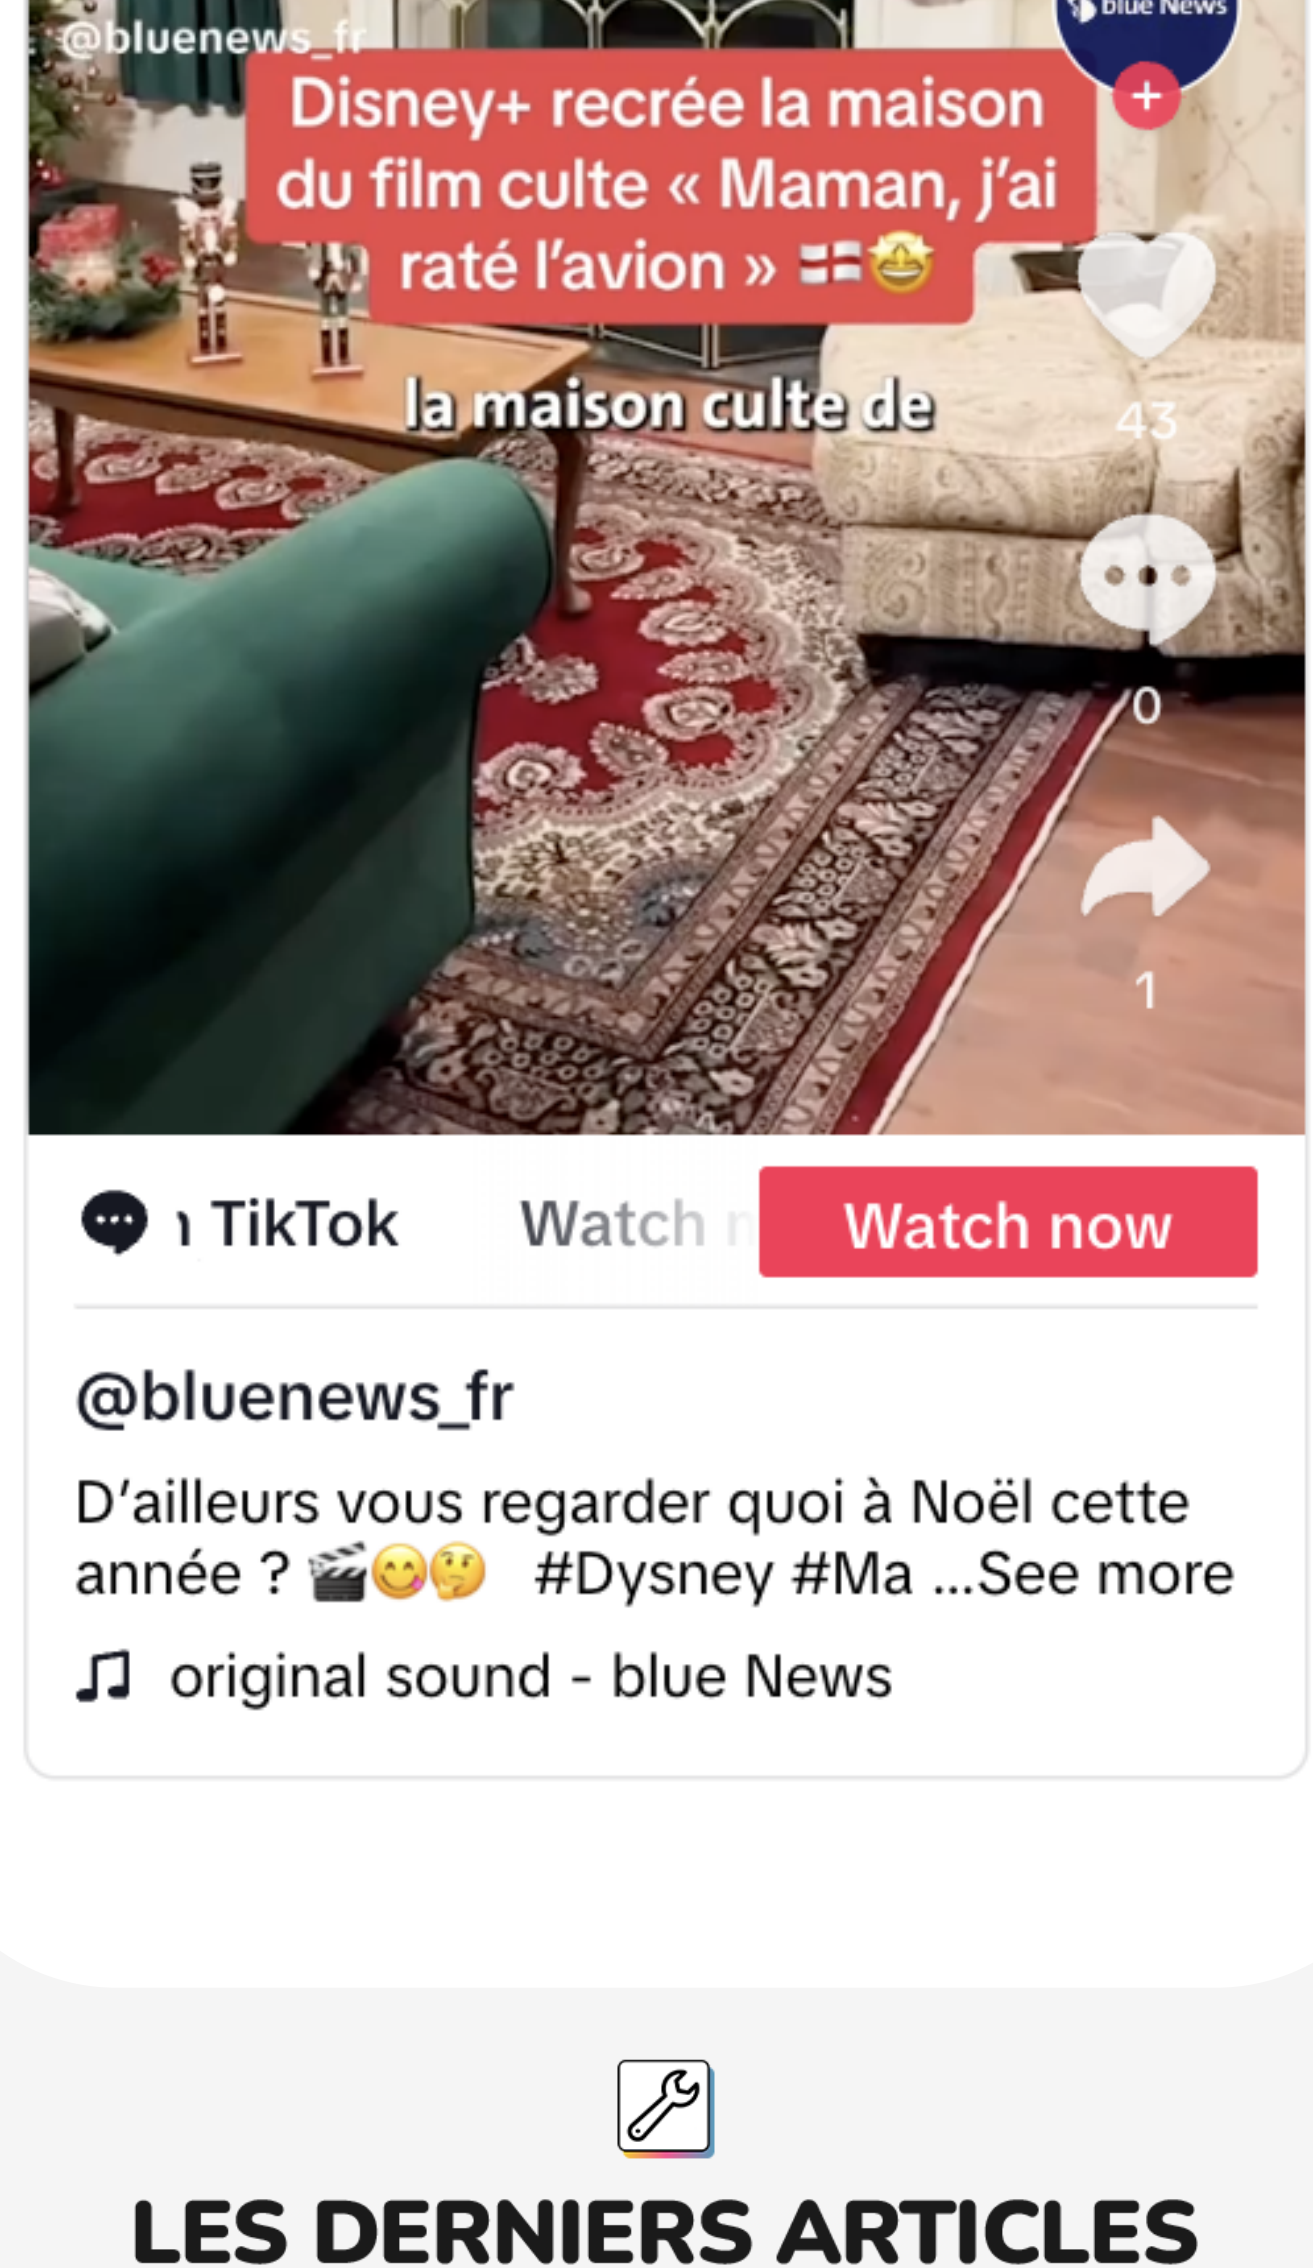 @bluenews_fr
blue News
Disney+ recrée la maison
du film culte « Maman, j’ai
raté l’avion » 🏴󠁧󠁢󠁥󠁮󠁧󠁿🤩
la maison culte de
43
0
1
TikTok
Watch n
Watch now
@bluenews_fr
D’ailleurs vous regarder quoi à Noël cette
année ? 🎬😋🤔 #Dysney #Ma ...See more
original sound - blue News
LES DERNIERS ARTICLES